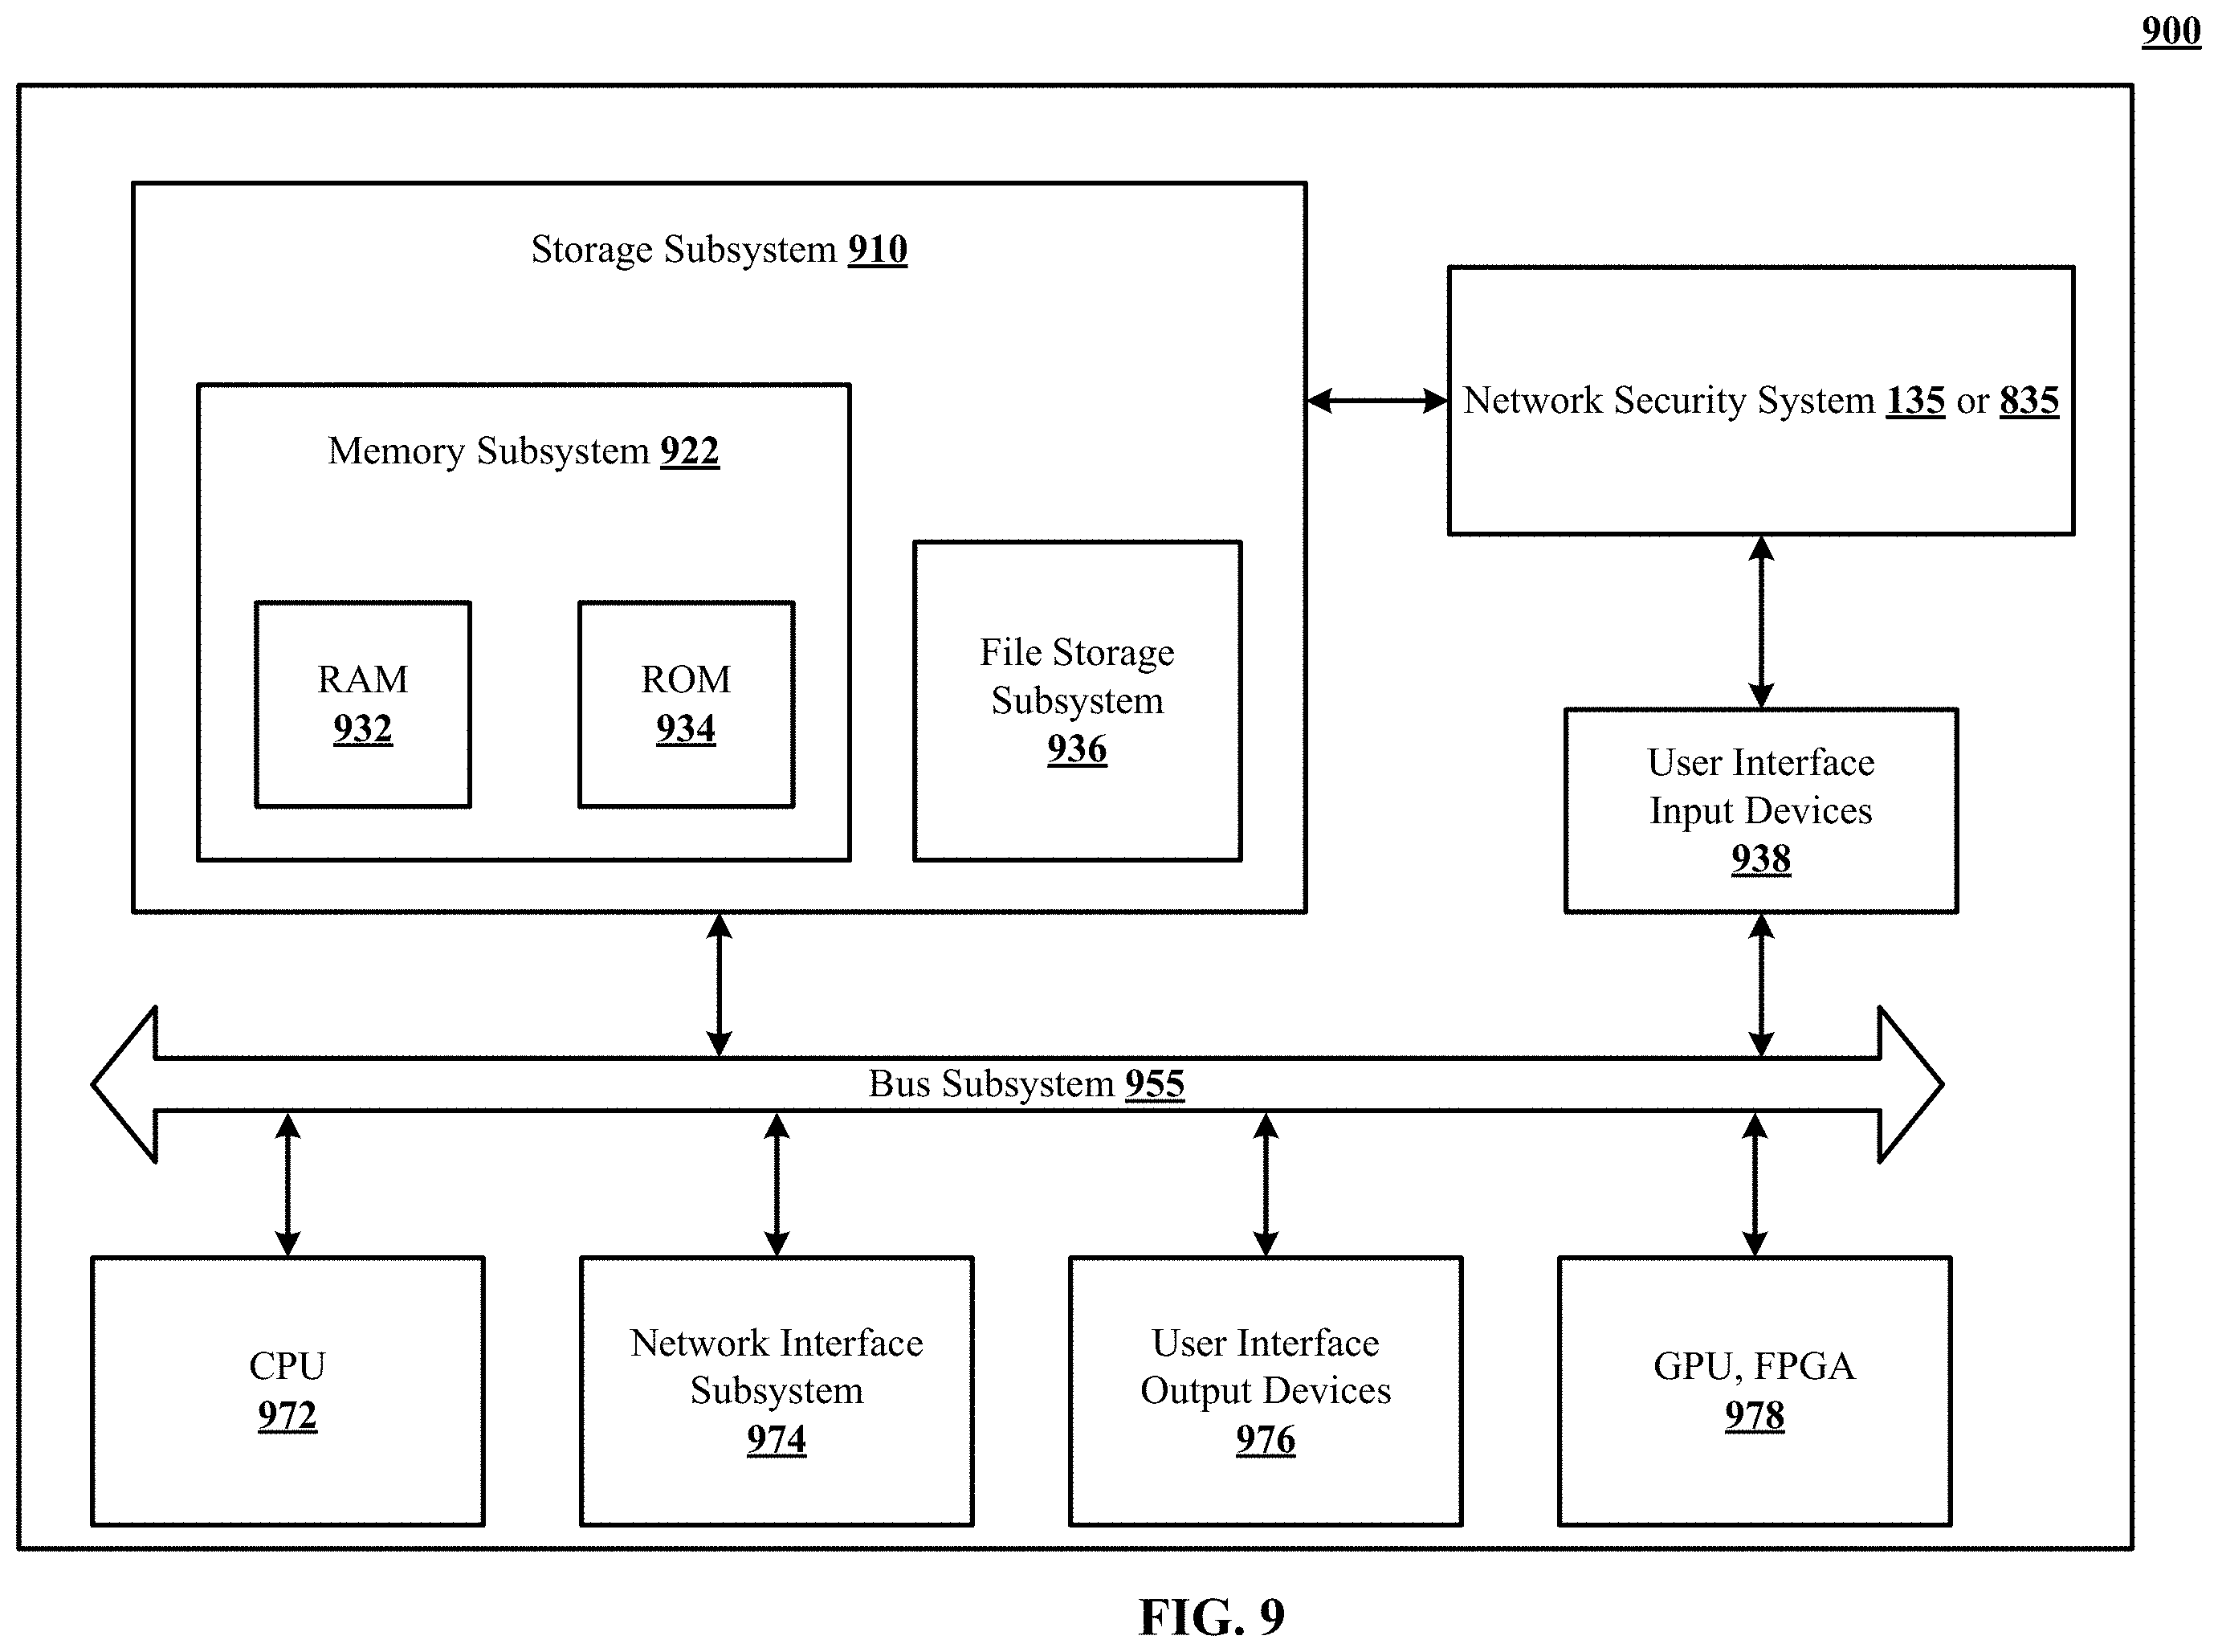 900
Storage Subsystem 910
Network Security System 135 or 835
Memory Subsystem 922
RAM
932
ROM
934
File Storage
Subsystem
936
User Interface
Input Devices
938
Bus Subsystem 955
CPU
972
Network Interface
Subsystem
974
User Interface
Output Devices
976
GPU, FPGA
978
FIG. 9